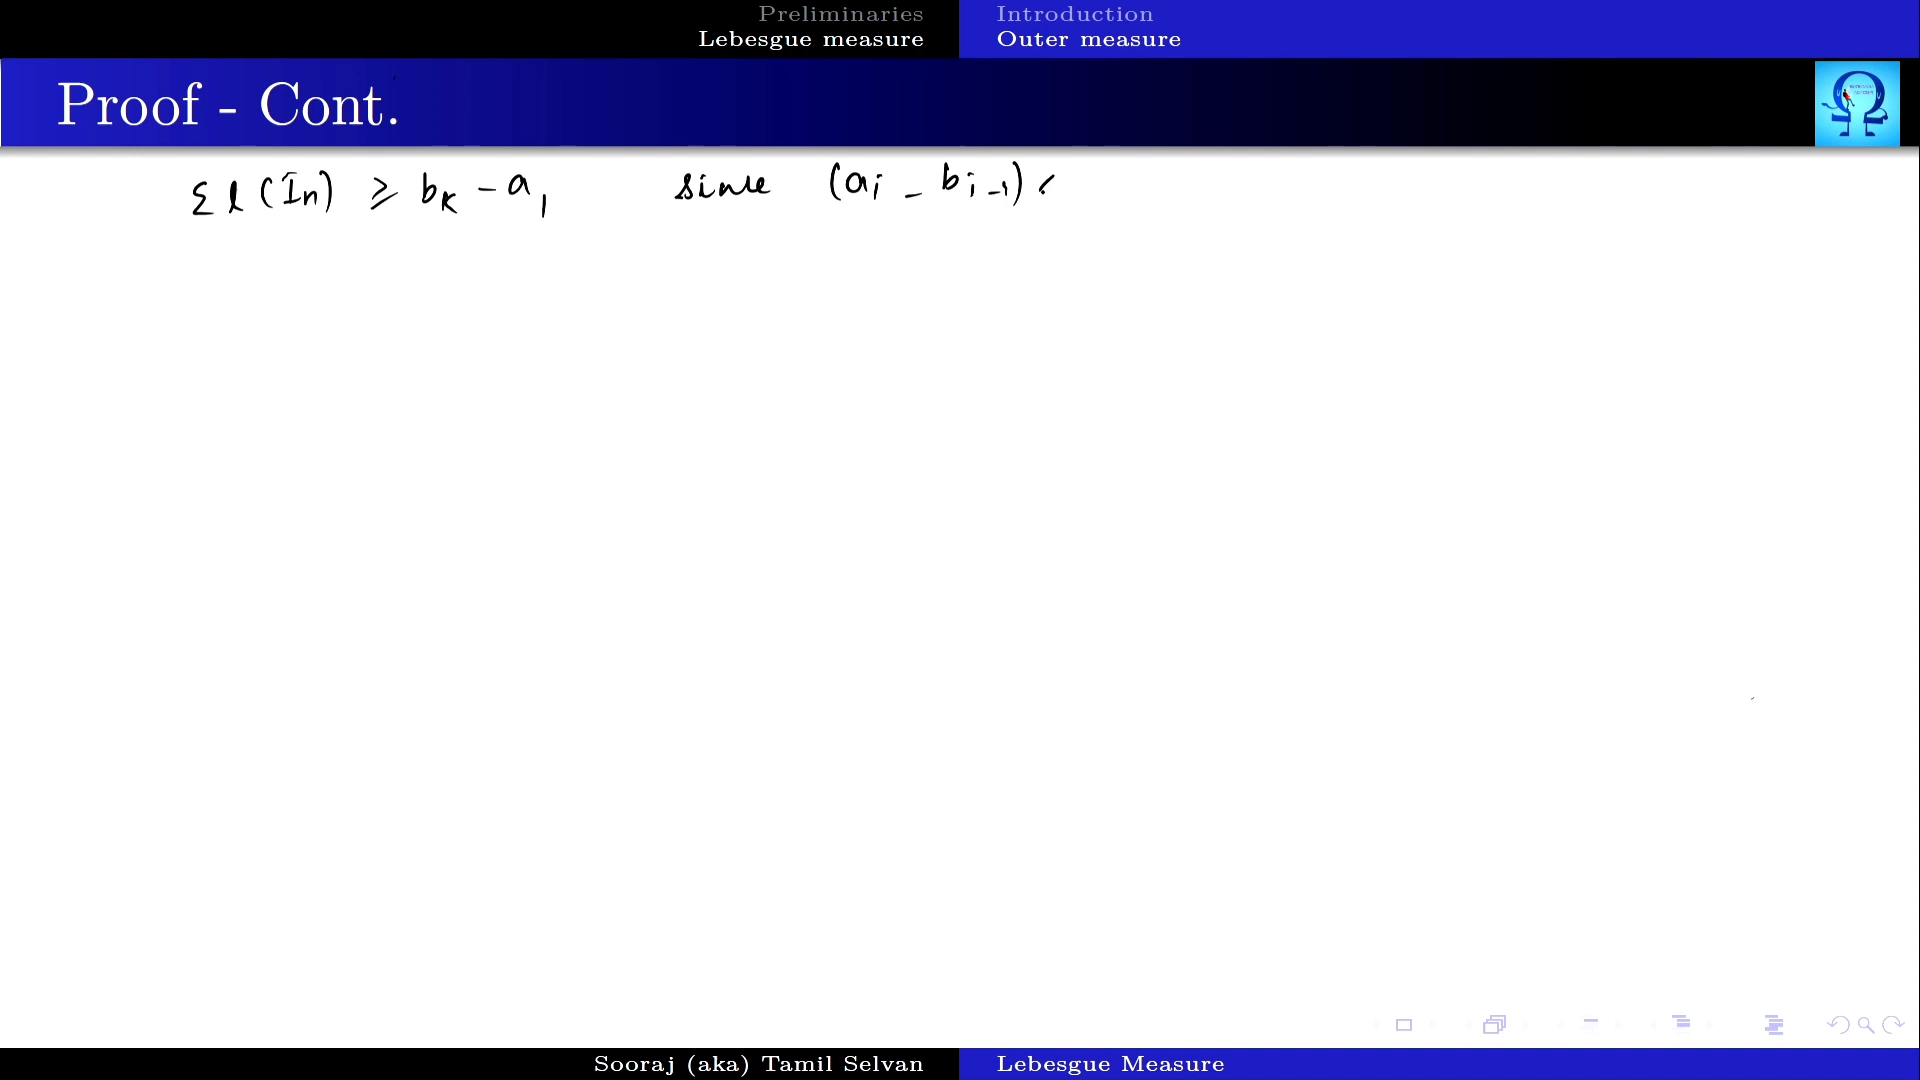 Preliminaries
Lebesgue measure
Introduction
Outer measure
Proof - Cont.
Σ l(Iₙ) ≥ bₖ - a₁ since (aᵢ - bᵢ₋₁) <
Sooraj (aka) Tamil Selvan
Lebesgue Measure